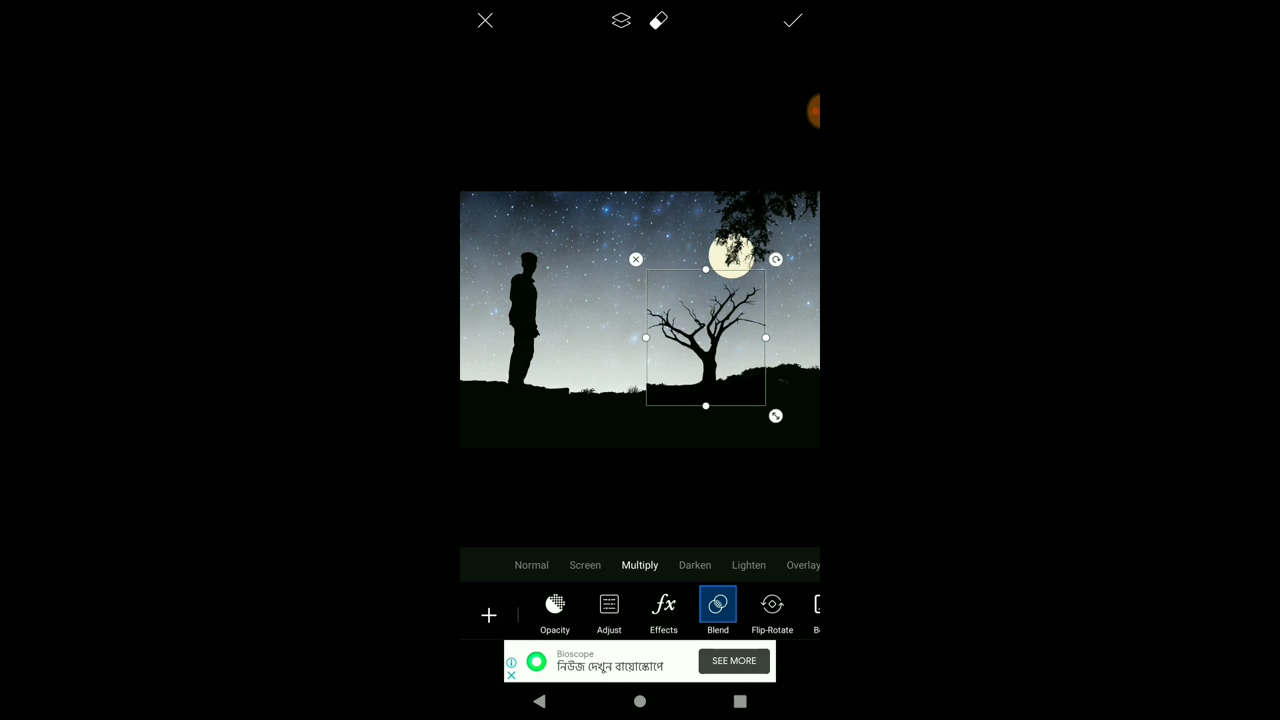 Normal Screen Multiply Darken Lighten Overlay
Opacity Adjust Effects Blend Flip-Rotate
Bioscope
নিউজ দেখুন বায়োস্কোপে
SEE MORE